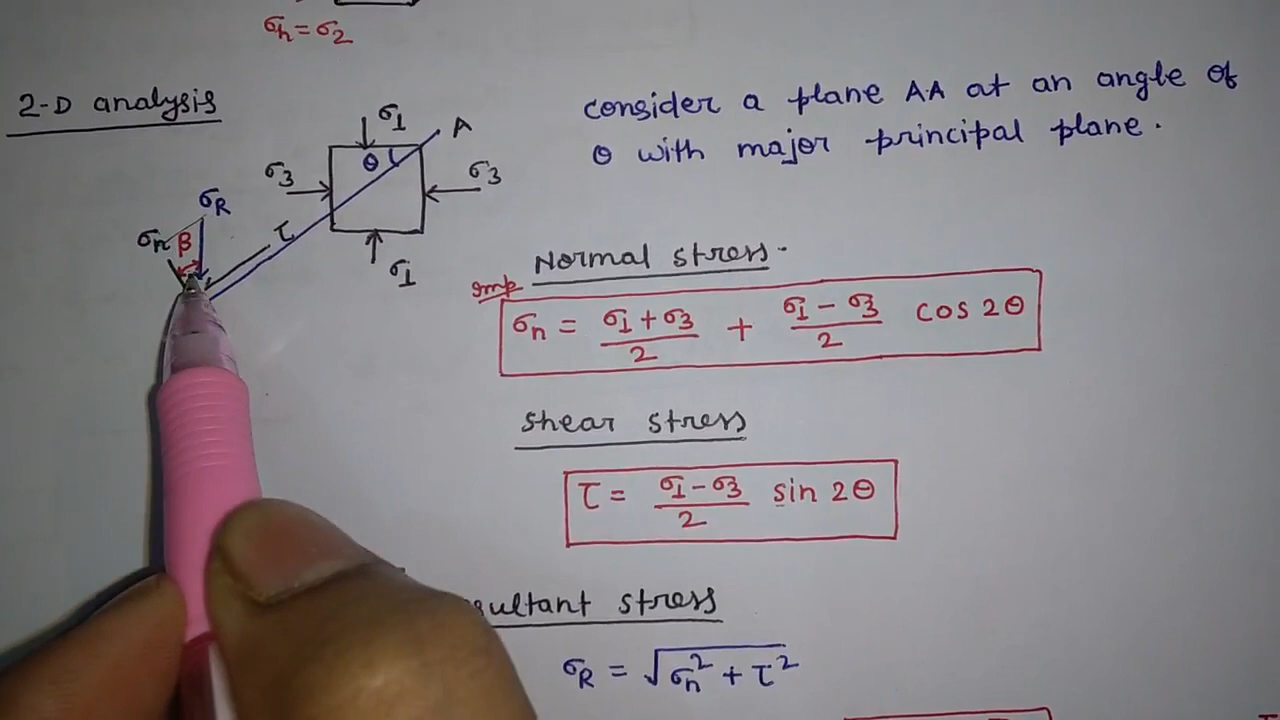 σh = σ2
2-D analysis
σ1
A
θ
σ3
σ3
σR
σn β
τ
σ1
consider a plane AA at an angle of
θ with major principal plane.
Normal stress.
Imp
σn = (σ1 + σ3)/2 + (σ1 - σ3)/2 cos 2θ
shear stress
τ = (σ1 - σ3)/2 sin 2θ
stress
σR = √(σn² + τ²)